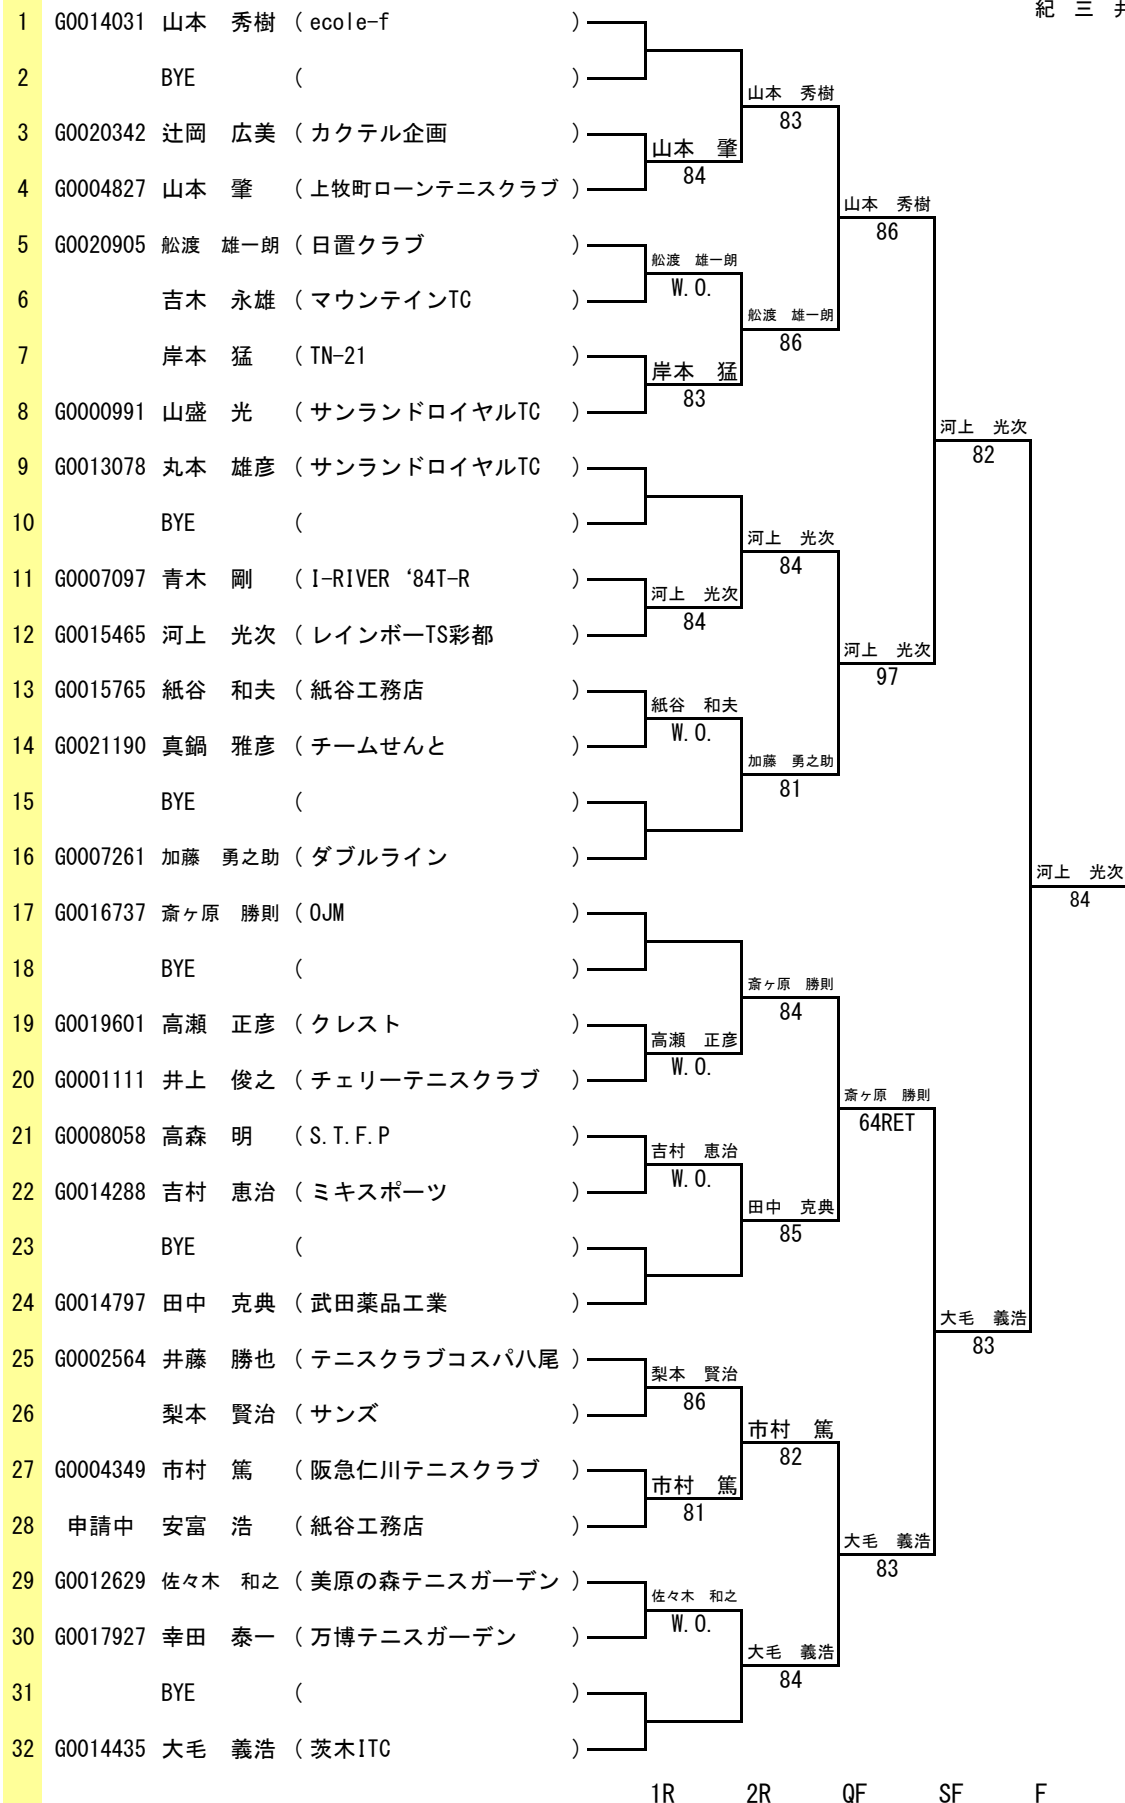 紀 三 井
1 G0014031 山本 秀樹 ( ecole-f )
2 BYE ( )
山本 秀樹
83
3 G0020342 辻岡 広美 ( カクテル企画 )
山本 肇
84
4 G0004827 山本 肇 ( 上牧町ローンテニスクラブ )
山本 秀樹
86
5 G0020905 舩渡 雄一朗 ( 日置クラブ )
舩渡 雄一朗
W.O.
6 吉木 永雄 ( マウンテインTC )
舩渡 雄一朗
86
7 岸本 猛 ( TN-21 )
岸本 猛
83
8 G0000991 山盛 光 ( サンランドロイヤルTC )
河上 光次
82
9 G0013078 丸本 雄彦 ( サンランドロイヤルTC )
10 BYE ( )
河上 光次
84
11 G0007097 青木 剛 ( I-RIVER ‘84T-R )
河上 光次
84
12 G0015465 河上 光次 ( レインボーTS彩都 )
河上 光次
97
13 G0015765 紙谷 和夫 ( 紙谷工務店 )
紙谷 和夫
W.O.
14 G0021190 真鍋 雅彦 ( チームせんと )
加藤 勇之助
81
15 BYE ( )
16 G0007261 加藤 勇之助 ( ダブルライン )
河上 光次
84
17 G0016737 斎ヶ原 勝則 ( OJM )
18 BYE ( )
斎ヶ原 勝則
84
19 G0019601 高瀬 正彦 ( クレスト )
高瀬 正彦
W.O.
20 G0001111 井上 俊之 ( チェリーテニスクラブ )
斎ヶ原 勝則
64RET
21 G0008058 高森 明 ( S.T.F.P )
吉村 恵治
W.O.
22 G0014288 吉村 恵治 ( ミキスポーツ )
田中 克典
85
23 BYE ( )
24 G0014797 田中 克典 ( 武田薬品工業 )
大毛 義浩
83
25 G0002564 井藤 勝也 ( テニスクラブコスパ八尾 )
梨本 賢治
86
26 梨本 賢治 ( サンズ )
市村 篤
82
27 G0004349 市村 篤 ( 阪急仁川テニスクラブ )
市村 篤
81
28 申請中 安富 浩 ( 紙谷工務店 )
大毛 義浩
83
29 G0012629 佐々木 和之 ( 美原の森テニスガーデン )
佐々木 和之
W.O.
30 G0017927 幸田 泰一 ( 万博テニスガーデン )
大毛 義浩
84
31 BYE ( )
32 G0014435 大毛 義浩 ( 茨木ITC )
1R 2R QF SF F